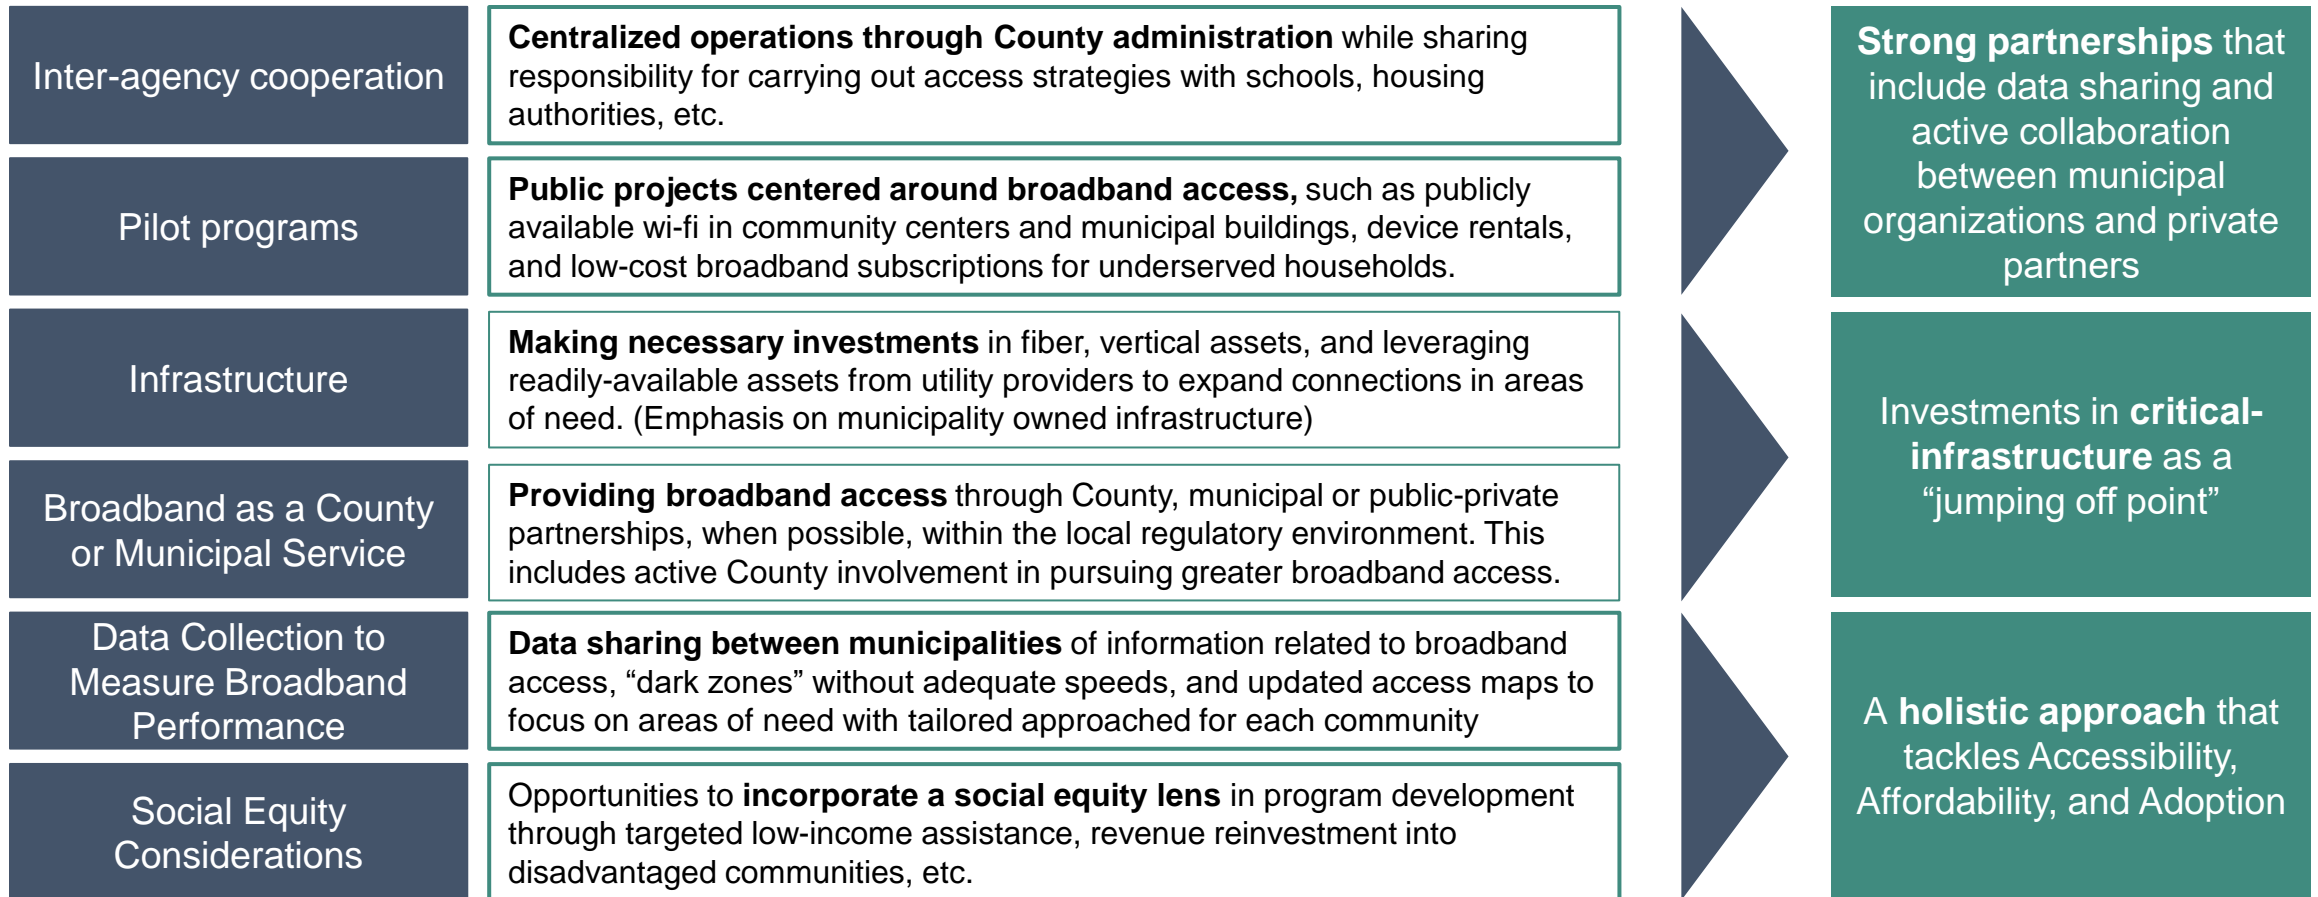 Inter-agency cooperation
Centralized operations through County administration while sharing
responsibility for carrying out access strategies with schools, housing
authorities, etc.
Pilot programs
Public projects centered around broadband access, such as publicly
available wi-fi in community centers and municipal buildings, device rentals,
and low-cost broadband subscriptions for underserved households.
Strong partnerships that
include data sharing and
active collaboration
between municipal
organizations and private
partners
Infrastructure
Making necessary investments in fiber, vertical assets, and leveraging
readily-available assets from utility providers to expand connections in areas
of need. (Emphasis on municipality owned infrastructure)
Broadband as a County
or Municipal Service
Providing broadband access through County, municipal or public-private
partnerships, when possible, within the local regulatory environment. This
includes active County involvement in pursuing greater broadband access.
Investments in critical-
infrastructure as a
“jumping off point”
Data Collection to
Measure Broadband
Performance
Data sharing between municipalities of information related to broadband
access, “dark zones” without adequate speeds, and updated access maps to
focus on areas of need with tailored approached for each community
Social Equity
Considerations
Opportunities to incorporate a social equity lens in program development
through targeted low-income assistance, revenue reinvestment into
disadvantaged communities, etc.
A holistic approach that
tackles Accessibility,
Affordability, and Adoption